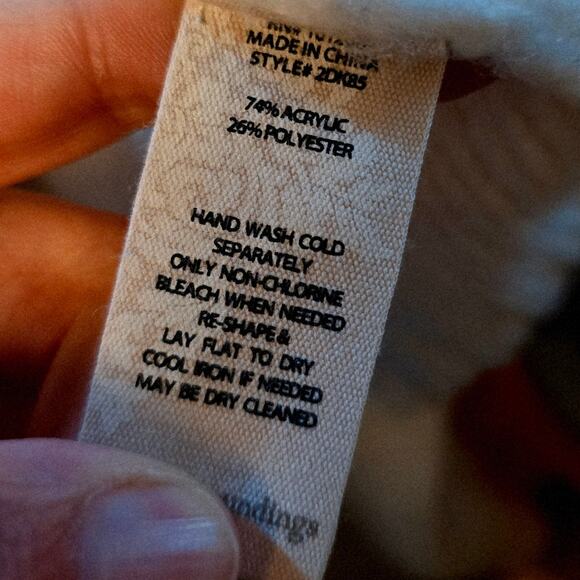 MADE IN CHINA
STYLE# 2DK85
74% ACRYLIC
26% POLYESTER
HAND WASH COLD
SEPARATELY
ONLY NON-CHLORINE
BLEACH WHEN NEEDED
RE-SHAPE &
LAY FLAT TO DRY
COOL IRON IF NEEDED
MAY BE DRY CLEANED